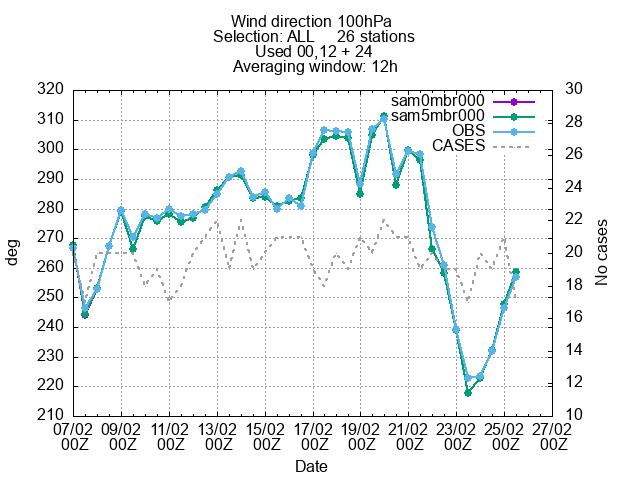 Wind direction 100hPa
Selection: ALL 26 stations
Used 00,12 + 24
Averaging window: 12h
sam0mbr000
sam5mbr000
OBS
CASES
320
310
300
290
280
270
260
250
240
230
220
210
deg
30
28
26
24
22
20
18
16
14
12
10
No cases
07/02 09/02 11/02 13/02 15/02 17/02 19/02 21/02 23/02 25/02 27/02
00Z 00Z 00Z 00Z 00Z 00Z 00Z 00Z 00Z 00Z 00Z
Date